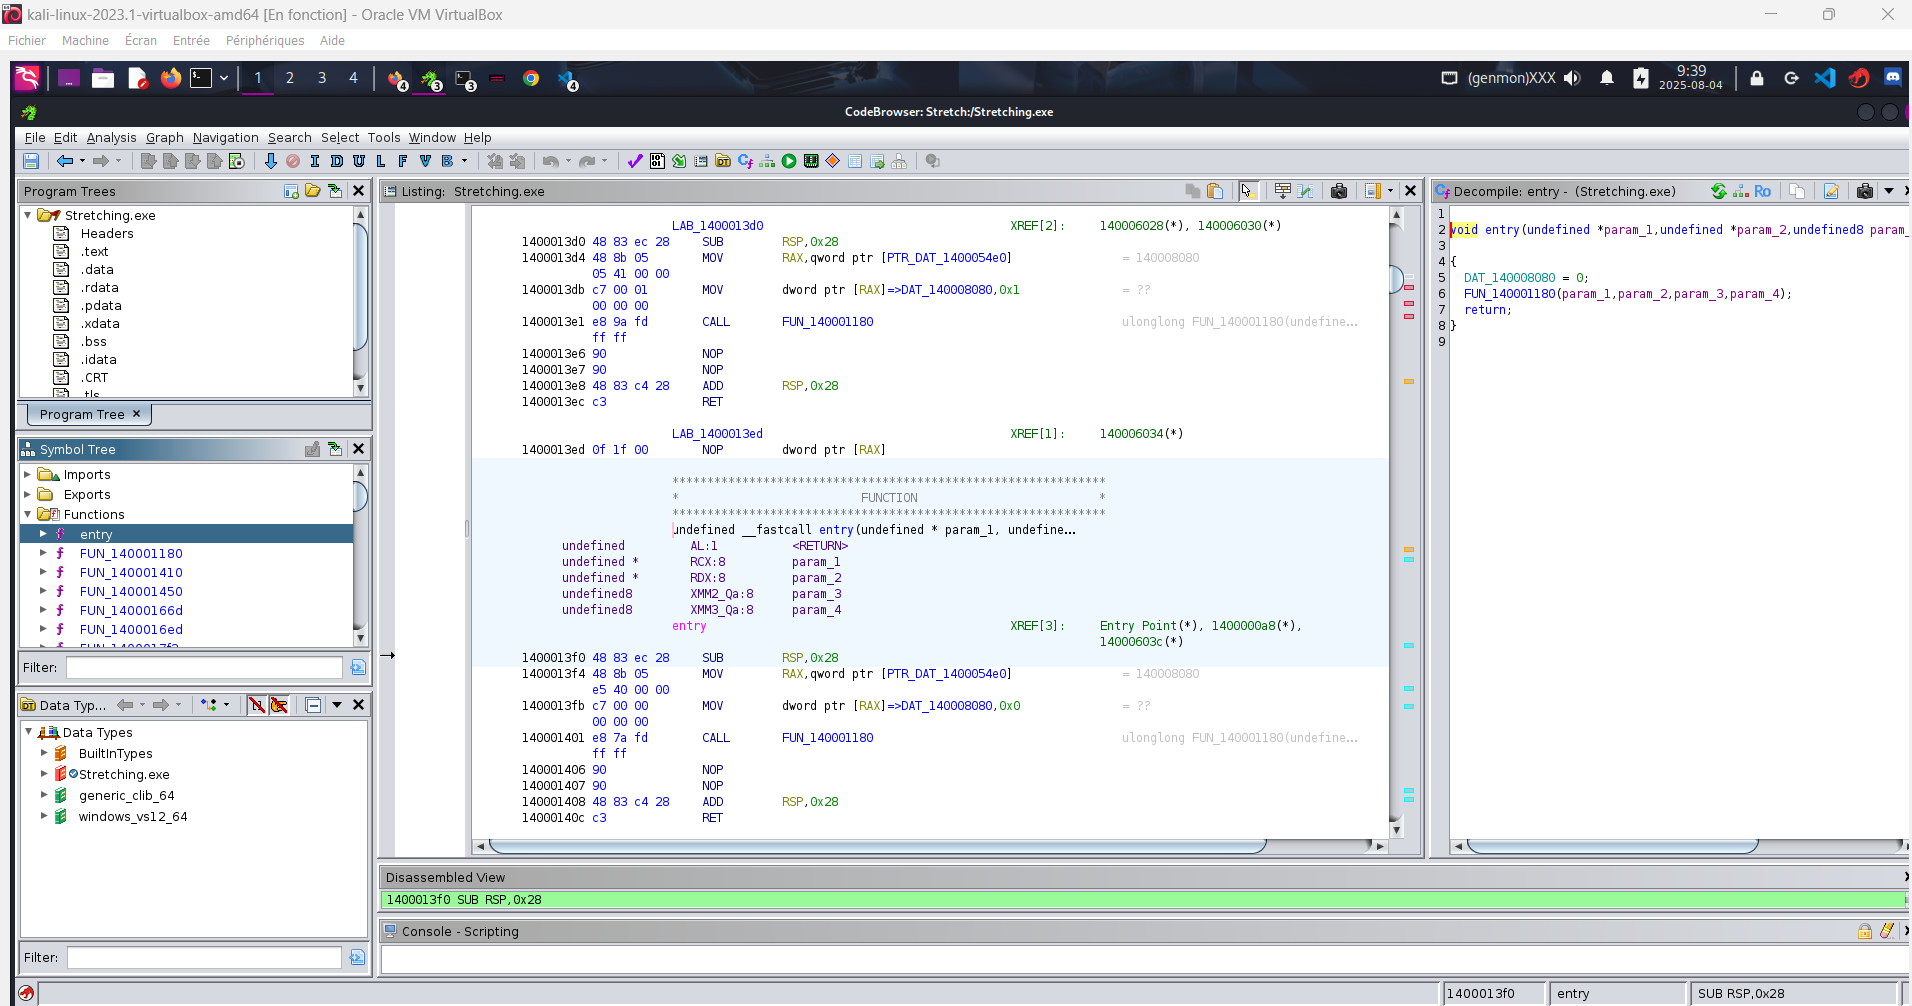 kali-linux-2023.1-virtualbox-amd64 [En fonction] - Oracle VM VirtualBox
Fichier Machine Écran Entrée Périphériques Aide
1 2 3 4 4 3 3 4 (genmon)XXX 9:39
2025-08-04
CodeBrowser: Stretch:/Stretching.exe
File Edit Analysis Graph Navigation Search Select Tools Window Help
I D U L F V B
Program Trees
Stretching.exe
Headers
.text
.data
.rdata
.pdata
.xdata
.bss
.idata
.CRT
.tls
Program Tree ×
Symbol Tree
Imports
Exports
Functions
f entry
f FUN_140001180
f FUN_140001410
f FUN_140001450
f FUN_14000166d
f FUN_1400016ed
Filter:
Data Typ...
Data Types
BuiltInTypes
Stretching.exe
generic_clib_64
windows_vs12_64
Filter:
Listing: Stretching.exe
LAB_1400013d0 XREF[2]: 140006028(*), 140006030(*)
1400013d0 48 83 ec 28 SUB RSP,0x28
1400013d4 48 8b 05 MOV RAX,qword ptr [PTR_DAT_1400054e0] = 140008080
05 41 00 00
1400013db c7 00 01 MOV dword ptr [RAX]=>DAT_140008080,0x1 = ??
00 00 00
1400013e1 e8 9a fd CALL FUN_140001180 ulonglong FUN_140001180(undefine...
ff ff
1400013e6 90 NOP
1400013e7 90 NOP
1400013e8 48 83 c4 28 ADD RSP,0x28
1400013ec c3 RET
LAB_1400013ed XREF[1]: 140006034(*)
1400013ed 0f 1f 00 NOP dword ptr [RAX]
**************************************************************
* FUNCTION *
**************************************************************
undefined __fastcall entry(undefined * param_1, undefine...
undefined AL:1 <RETURN>
undefined * RCX:8 param_1
undefined * RDX:8 param_2
undefined8 XMM2_Qa:8 param_3
undefined8 XMM3_Qa:8 param_4
entry XREF[3]: Entry Point(*), 1400000a8(*),
14000603c(*)
1400013f0 48 83 ec 28 SUB RSP,0x28
1400013f4 48 8b 05 MOV RAX,qword ptr [PTR_DAT_1400054e0] = 140008080
e5 40 00 00
1400013fb c7 00 00 MOV dword ptr [RAX]=>DAT_140008080,0x0 = ??
00 00 00
140001401 e8 7a fd CALL FUN_140001180 ulonglong FUN_140001180(undefine...
ff ff
140001406 90 NOP
140001407 90 NOP
140001408 48 83 c4 28 ADD RSP,0x28
14000140c c3 RET
Decompile: entry - (Stretching.exe) Ro
1
2 void entry(undefined *param_1,undefined *param_2,undefined8 param_
3
4 {
5 DAT_140008080 = 0;
6 FUN_140001180(param_1,param_2,param_3,param_4);
7 return;
8 }
9
Disassembled View
1400013f0 SUB RSP,0x28
Console - Scripting
1400013f0 entry SUB RSP,0x28